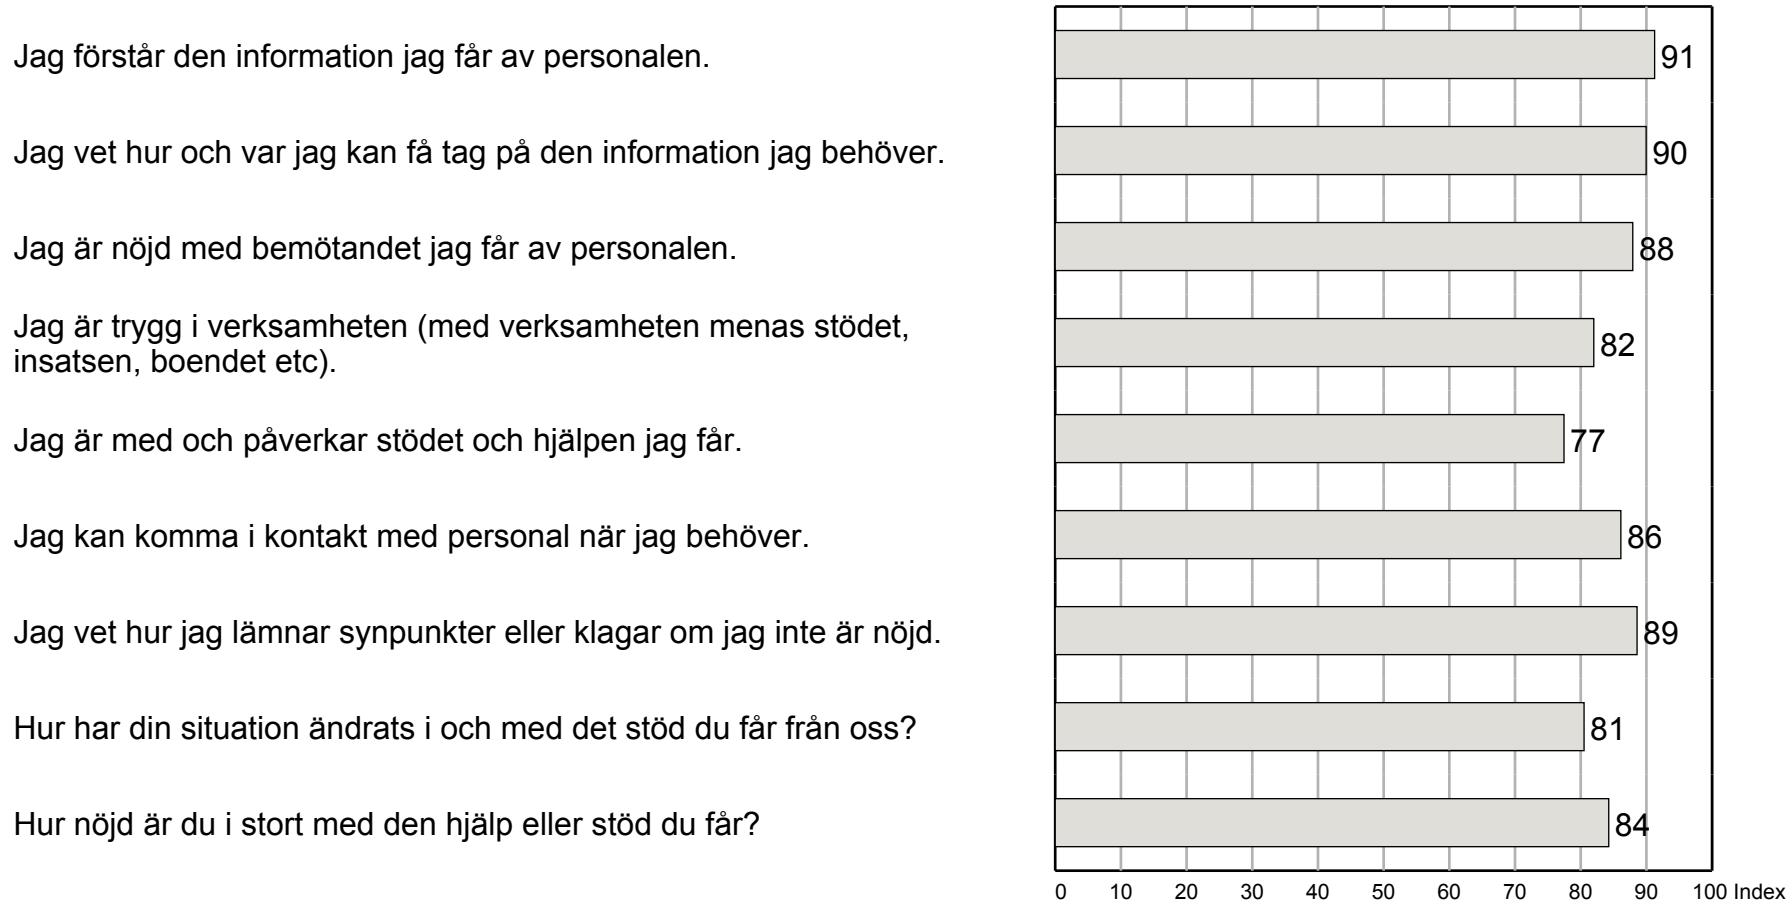 Jag förstår den information jag får av personalen.
91
Jag vet hur och var jag kan få tag på den information jag behöver.
90
Jag är nöjd med bemötandet jag får av personalen.
88
Jag är trygg i verksamheten (med verksamheten menas stödet,
insatsen, boendet etc).
82
Jag är med och påverkar stödet och hjälpen jag får.
77
Jag kan komma i kontakt med personal när jag behöver.
86
Jag vet hur jag lämnar synpunkter eller klagar om jag inte är nöjd.
89
Hur har din situation ändrats i och med det stöd du får från oss?
81
Hur nöjd är du i stort med den hjälp eller stöd du får?
84
0 10 20 30 40 50 60 70 80 90 100 Index